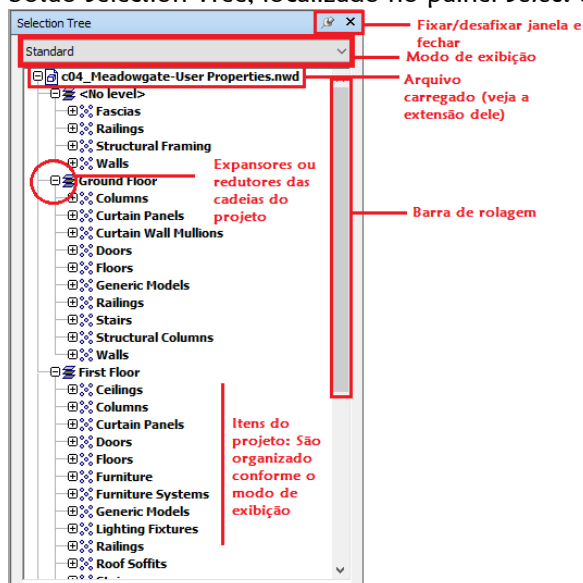 Selection Tree
Fixar/desafixar janela e
fechar
Standard
Modo de exibição
c04_Meadowgate-User Properties.nwd
Arquivo
carregado (veja a
extensão dele)
<No level>
Fascias
Railings
Structural Framing
Walls
Expansores ou
redutores das
cadeias do
projeto
Ground Floor
Columns
Curtain Panels
Curtain Wall Mullions
Barra de rolagem
Doors
Floors
Generic Models
Railings
Stairs
Structural Columns
Walls
First Floor
Ceilings
Columns
Curtain Panels
Doors
Floors
Furniture
Furniture Systems
Generic Models
Lighting Fixtures
Railings
Roof Soffits
Itens do
projeto: São
organizado
conforme o
modo de
exibição